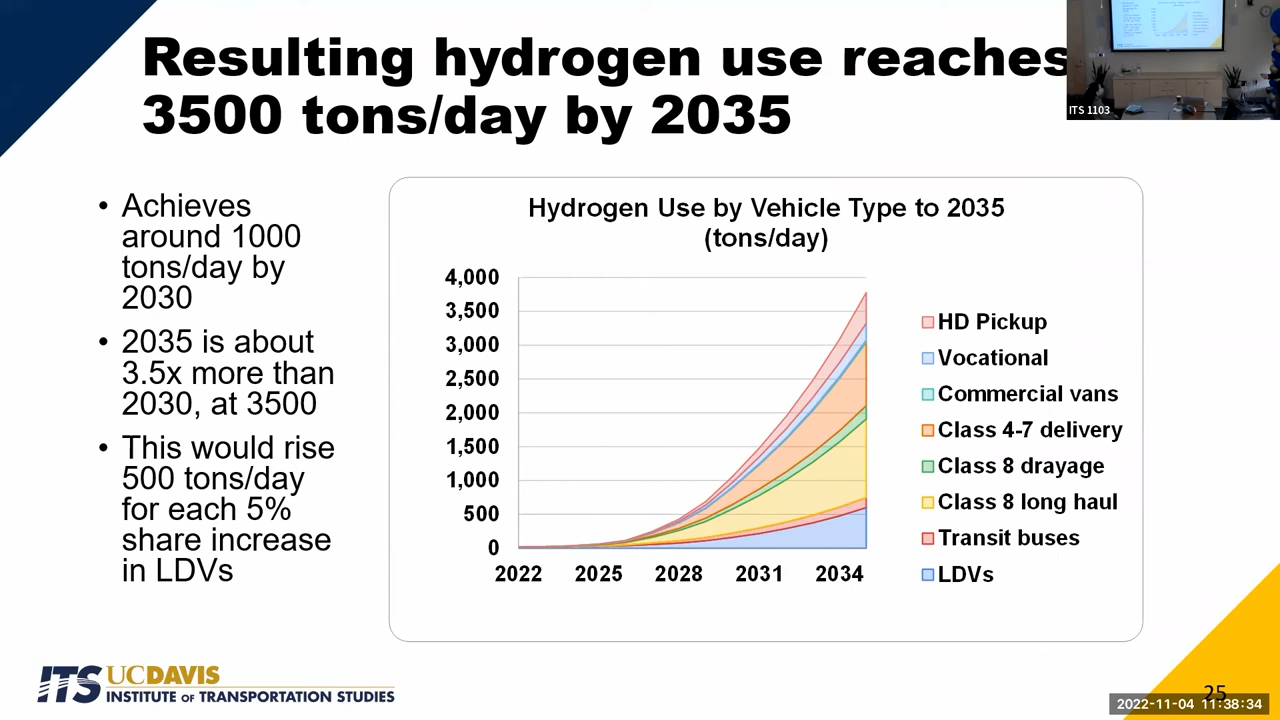 Resulting hydrogen use reaches
3500 tons/day by 2035
ITS 1103
• Achieves
around 1000
tons/day by
2030
• 2035 is about
3.5x more than
2030, at 3500
• This would rise
500 tons/day
for each 5%
share increase
in LDVs
Hydrogen Use by Vehicle Type to 2035
(tons/day)
4,000
3,500
3,000
2,500
2,000
1,500
1,000
500
0
2022 2025 2028 2031 2034
HD Pickup
Vocational
Commercial vans
Class 4-7 delivery
Class 8 drayage
Class 8 long haul
Transit buses
LDVs
ITS UCDAVIS
INSTITUTE OF TRANSPORTATION STUDIES
25
2022-11-04 11:38:34